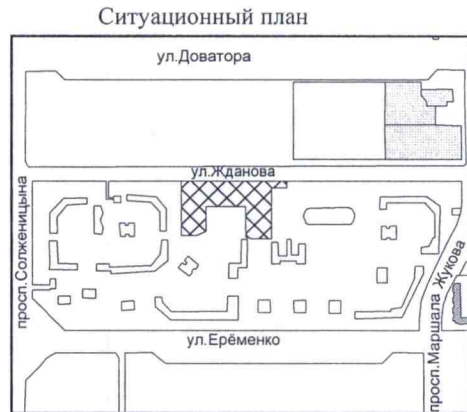 Ситуационный план
ул.Доватора
ул.Жданова
просп.Солженицына
просп.Маршала Жукова
ул.Ерёменко